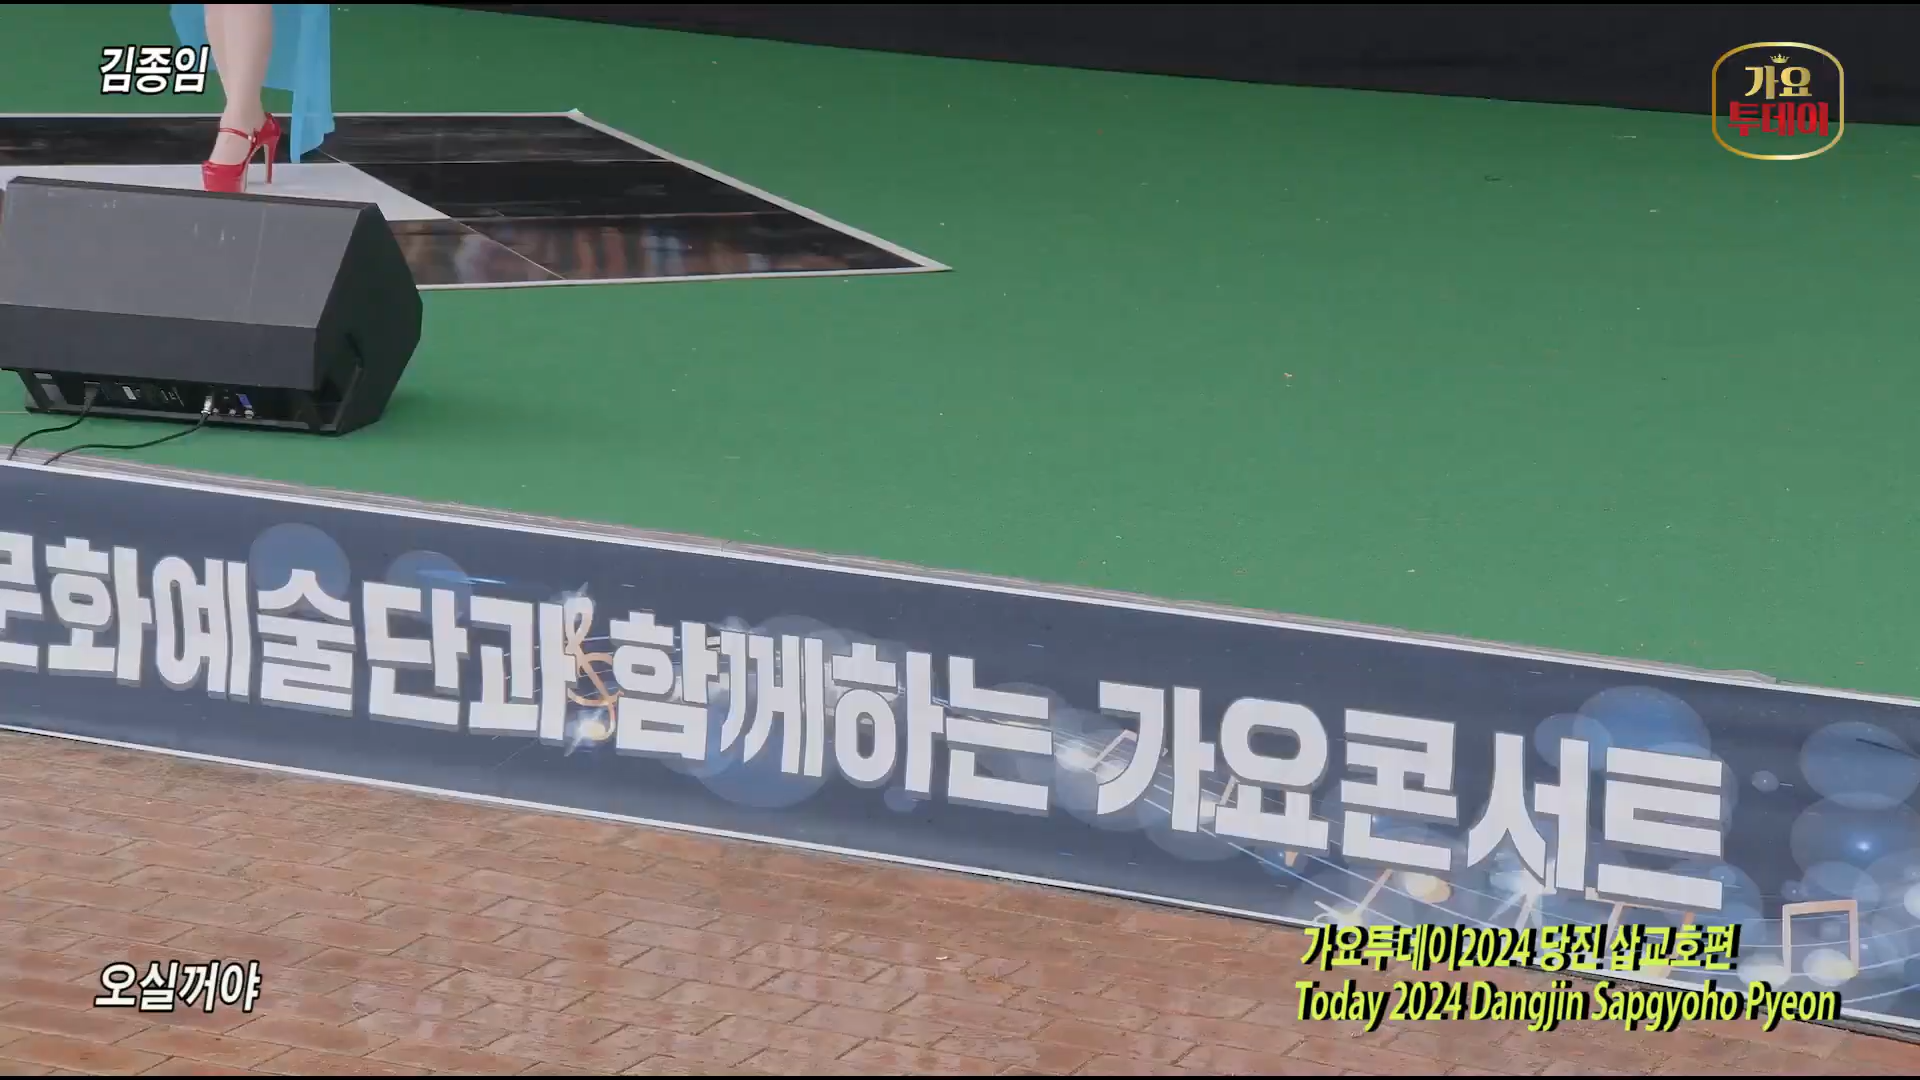 김종임
가요
투데이
문화예술단과 함께하는 가요콘서트
가요투데이2024 당진 삽교호편
Today 2024 Dangjin Sapgyoho Pyeon
오실꺼야